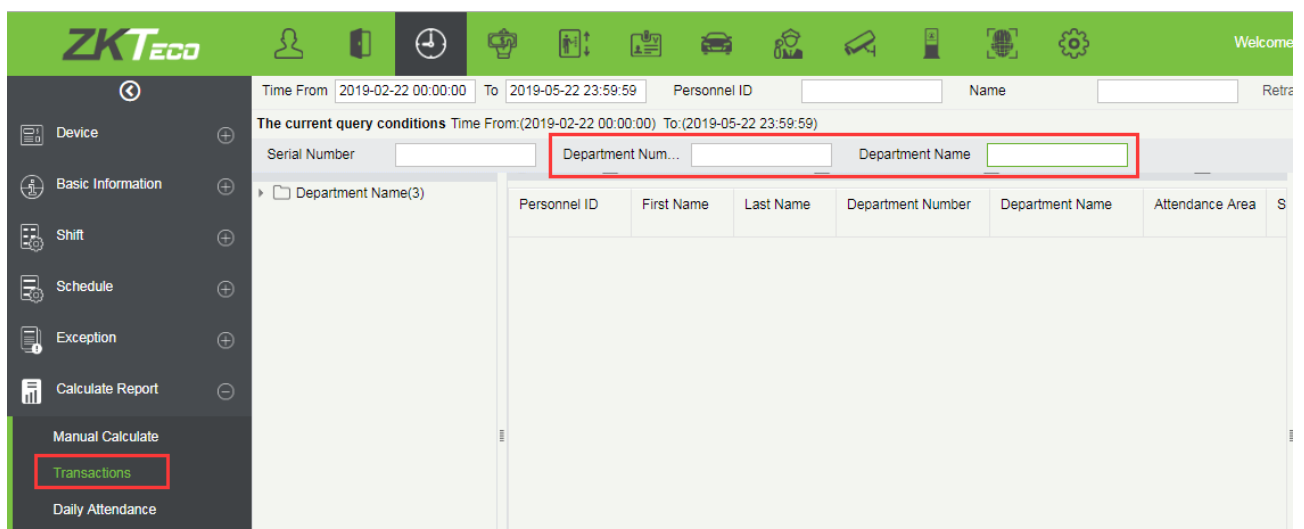 ZKTeco
Welcome
Time From 2019-02-22 00:00:00 To 2019-05-22 23:59:59 Personnel ID Name Retra
The current query conditions Time From:(2019-02-22 00:00:00) To:(2019-05-22 23:59:59)
Serial Number Department Num... Department Name
Device
Basic Information
Shift
Schedule
Exception
Calculate Report
Manual Calculate
Transactions
Daily Attendance
Department Name(3)
Personnel ID First Name Last Name Department Number Department Name Attendance Area S